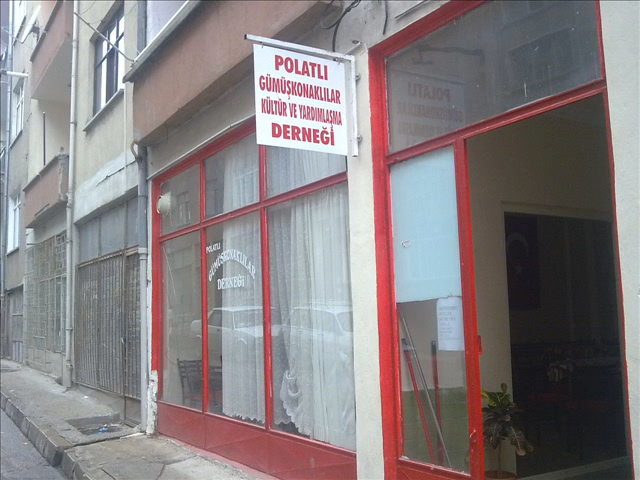 POLATLI
GÜMÜŞKONAKLILAR
KÜLTÜR VE YARDIMLAŞMA
DERNEĞİ
POLATLI
GÜMÜŞKONAKLILAR
DERNEĞİ